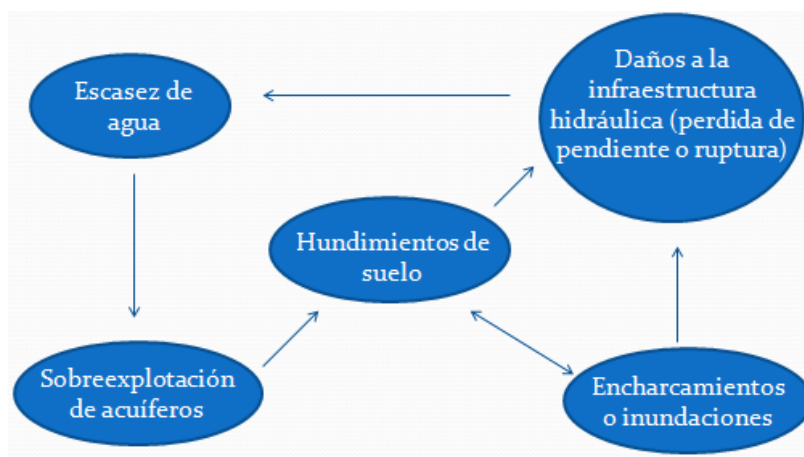 Escasez de
agua
Daños a la
infraestructura
hidráulica (perdida de
pendiente o ruptura)
Hundimientos de
suelo
Sobreexplotación
de acuíferos
Encharcamientos
o inundaciones